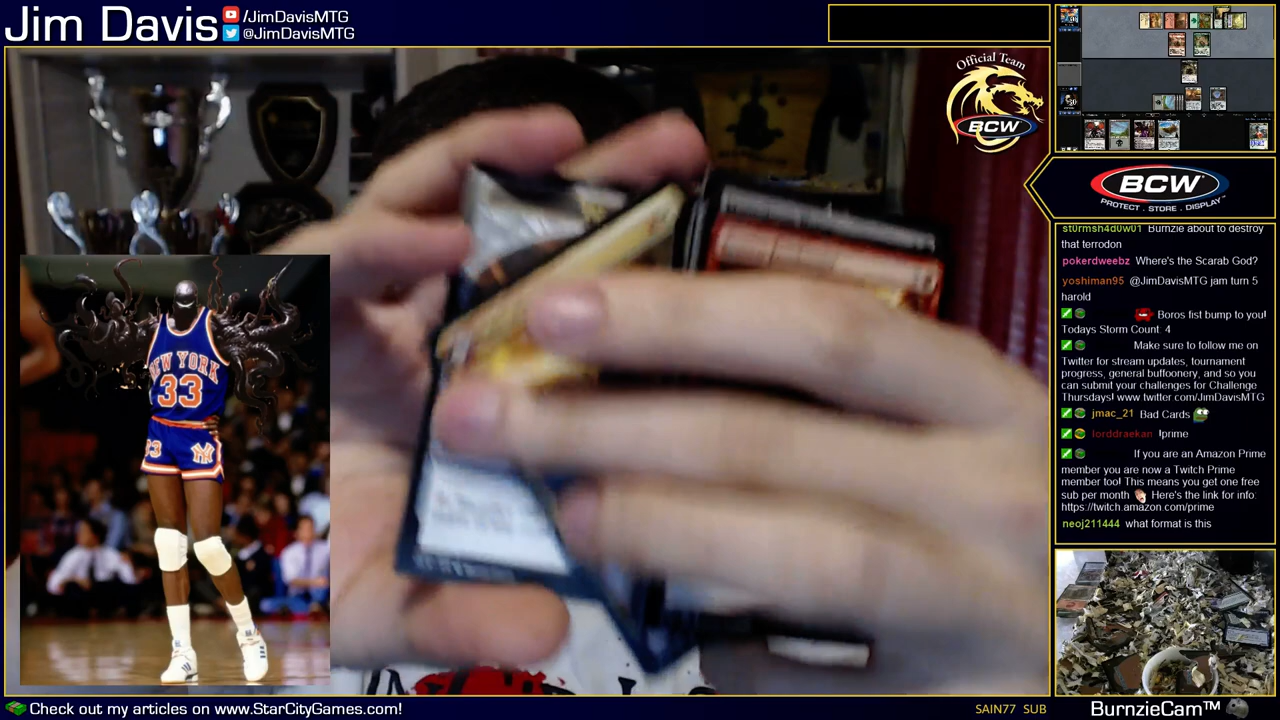 Jim Davis
/JimDavisMTG
@JimDavisMTG
Official Team
BCW
BCW
PROTECT . STORE . DISPLAY
NEW YORK
33
33
NY
st0rmsh4d0w01 Burnzie about to destroy
that terrodon
pokerdweebz Where's the Scarab God?
yoshiman95 @JimDavisMTG jam turn 5
harold
Boros fist bump to you!
Todays Storm Count 4
Make sure to follow me on
Twitter for stream updates, tournament
progress, general buffoonery, and so you
can submit your challenges for Challenge
Thursdays! www twitter.com/JimDavisMTG
jmac_21 Bad Cards
lorddraekan !prime
If you are an Amazon Prime
member you are now a Twitch Prime
member too! This means you get one free
sub per month Here's the link for info:
https://twitch.amazon.com/prime
neoj211444 what format is this
Check out my articles on www.StarCityGames.com!
SAIN77 SUB
BurnzieCam™